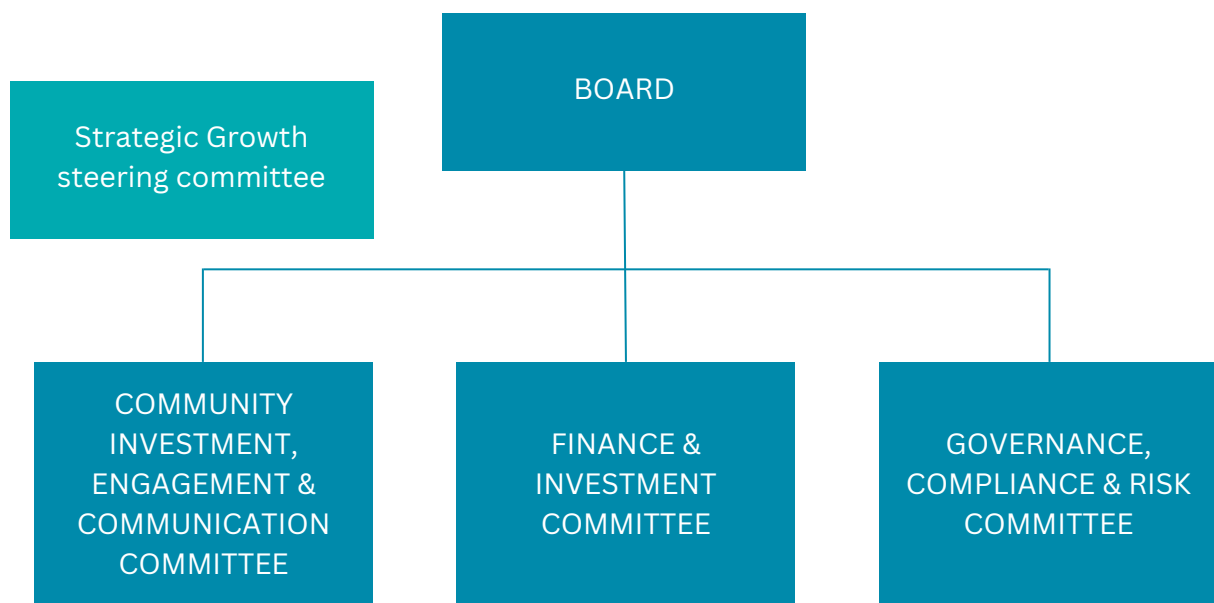 BOARD
Strategic Growth
steering committee
COMMUNITY
INVESTMENT,
ENGAGEMENT &
COMMUNICATION
COMMITTEE
FINANCE &
INVESTMENT
COMMITTEE
GOVERNANCE,
COMPLIANCE & RISK
COMMITTEE